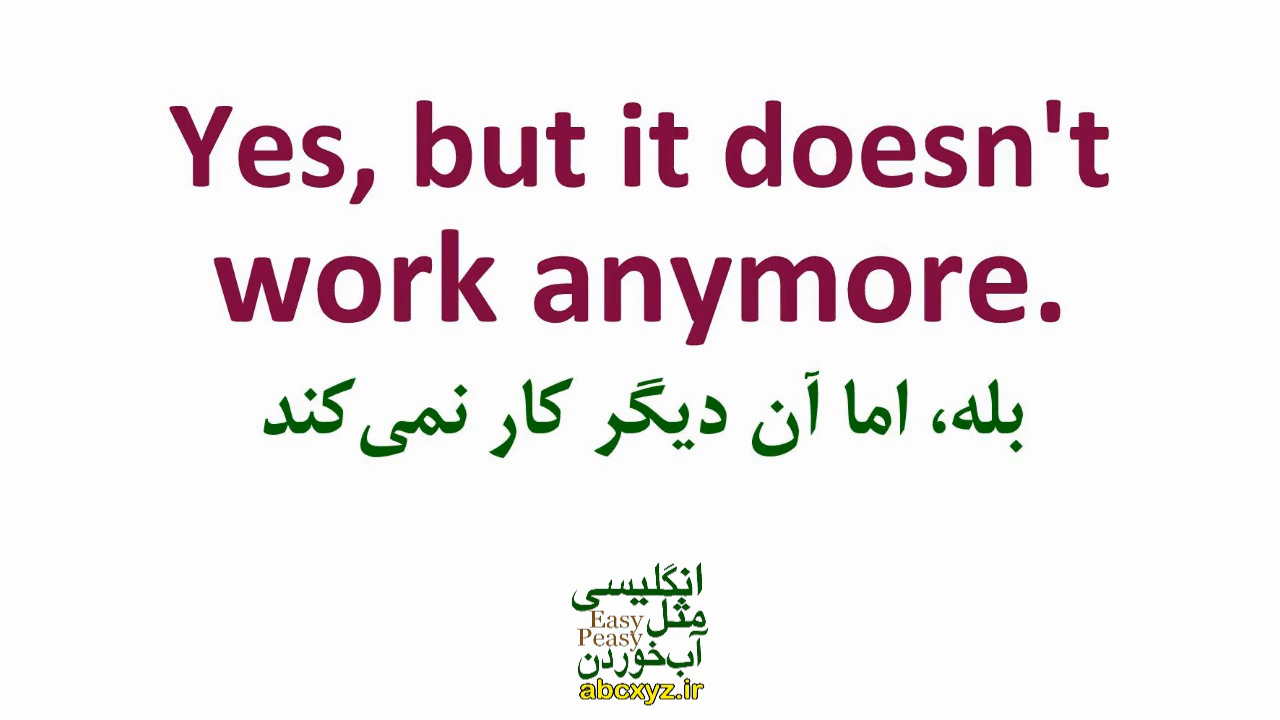 Yes, but it doesn't
work anymore.
بله، اما آن دیگر کار نمی‌کند
انگلیسی
مثل
Easy
Peasy
آب‌خوردن
abcxyz.ir